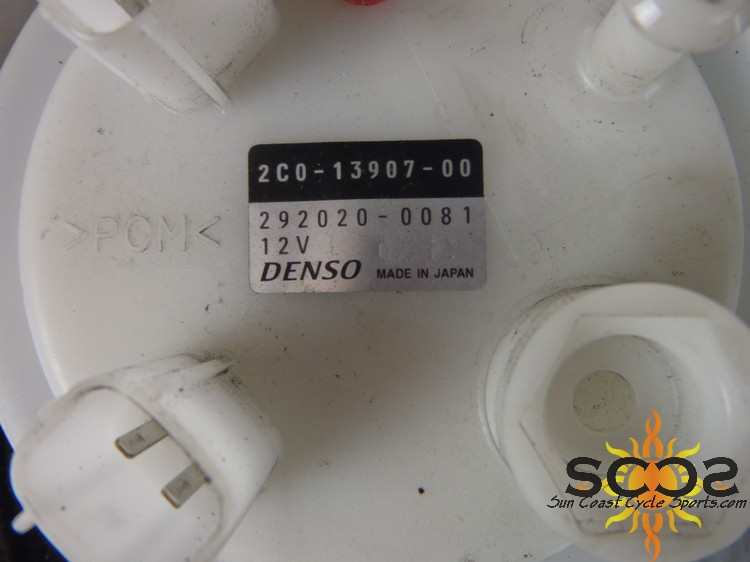 2C0-13907-00
292020-0081
12V
DENSO MADE IN JAPAN
>POM<
SCCS
Sun Coast Cycle Sports.com